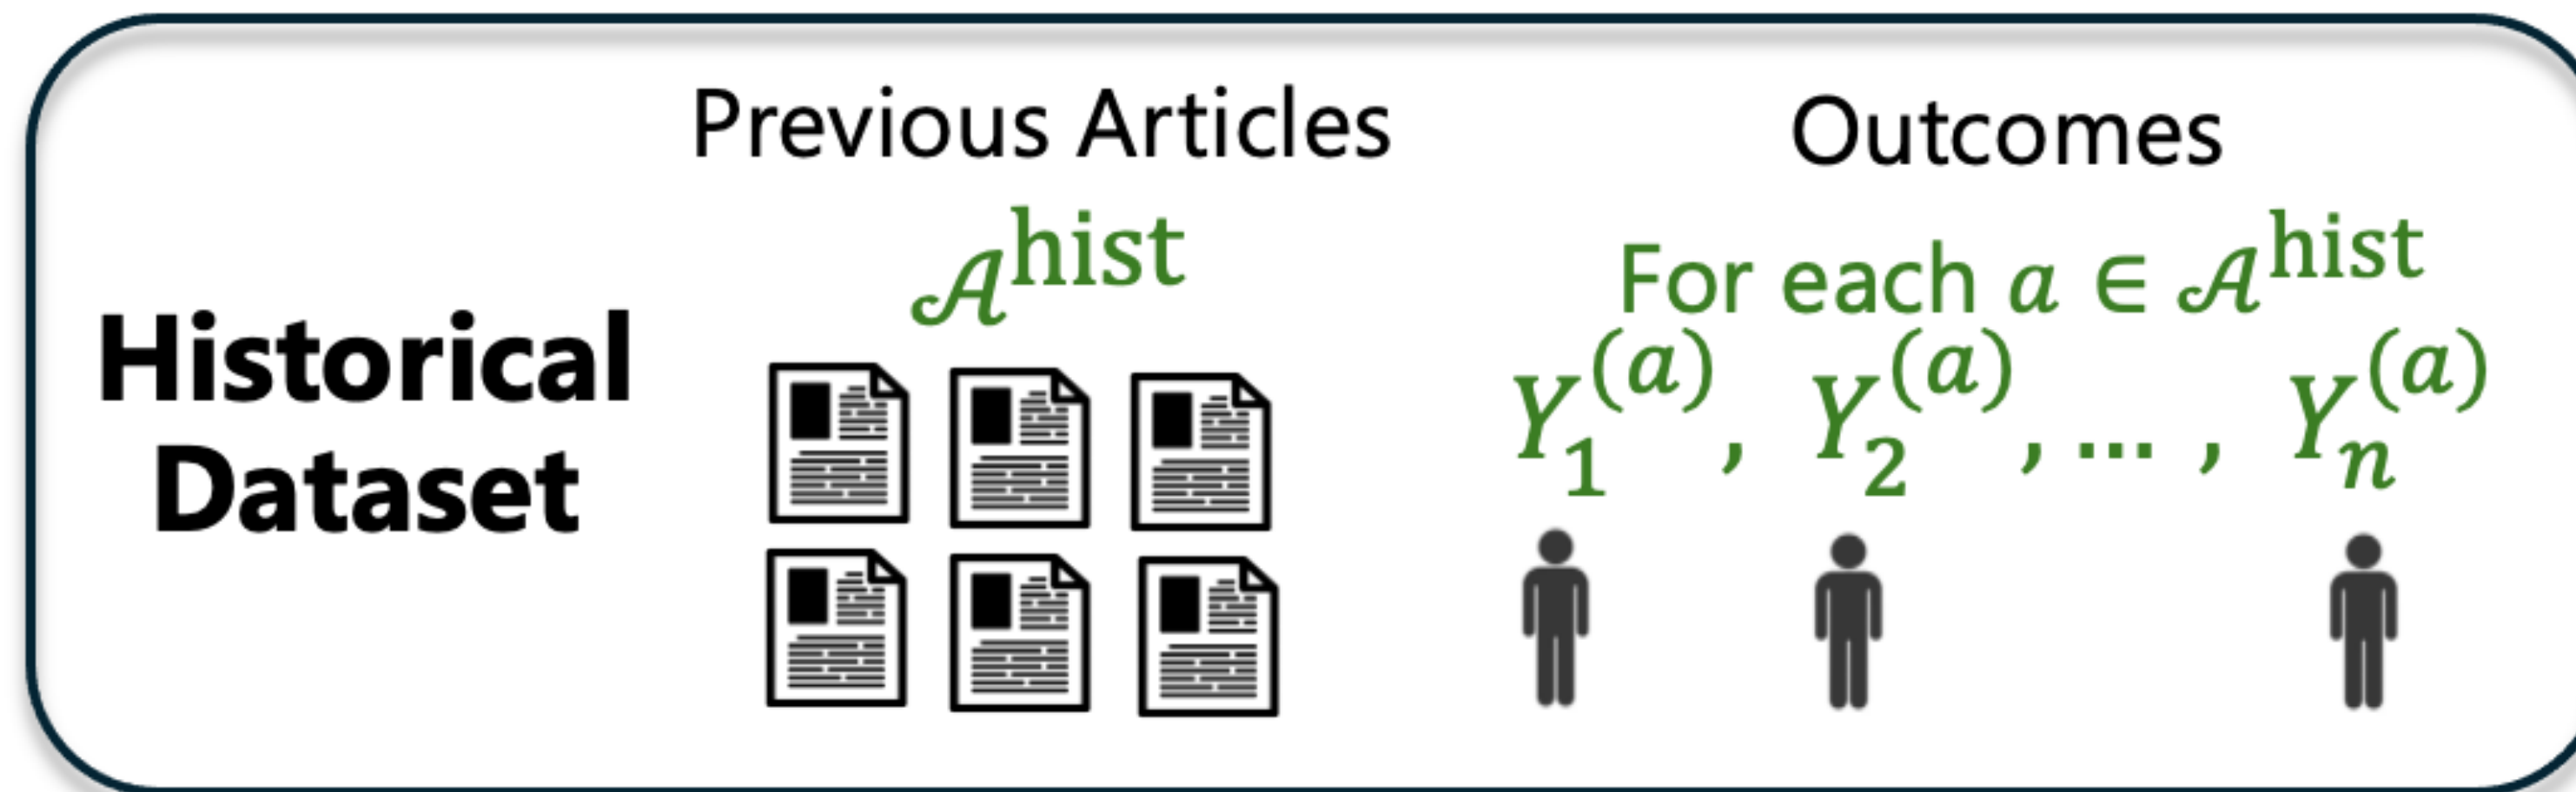 Previous Articles
Outcomes
𝒜^hist
For each a ∈ 𝒜^hist
Historical
Dataset
Y_1^(a), Y_2^(a), ..., Y_n^(a)